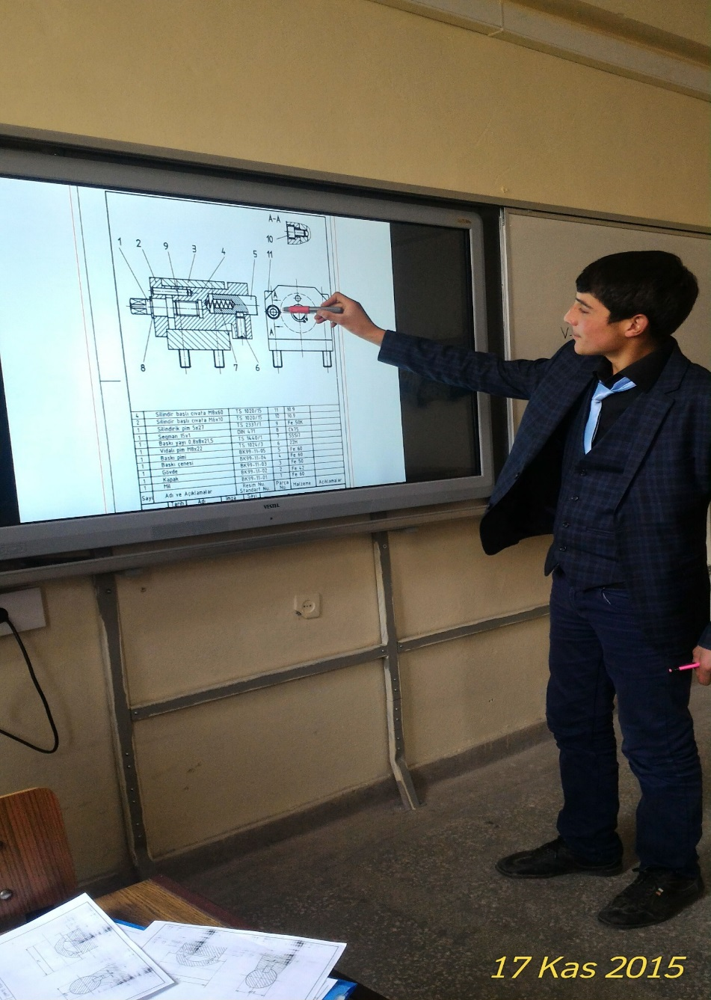 A-A
10
1 2 9 3 4 5 11
A
A
8 7 6
4 Silindir başlı cıvata M8x60 TS 1020/15 11 10.9
2 Silindir başlı cıvata M6x10 TS 1020/15 10 10.9
1 Silindirik pim 5x27 TS 2337/1 9 Fe 50K
1 Segman 15x1 DIN 471 8 Ck75
1 Baskı yayı 0,8x8x21,5 TS 1440/1 7 55Si7
1 Vidalı pim M8x22 TS 1024/3 6 22H
1 Baskı pimi BK99-11-05 5 Fe 60
1 Baskı çenesi BK99-11-04 4 Fe 60
1 Gövde BK99-11-03 3 Fe 50
1 Kapak BK99-11-02 2 Fe 42
1 Mil BK99-11-01 1 Fe 60
Sayı Adı ve Açıklamalar Resim Nu. Standart Nu. Parça Nu. Malzeme Açıklamalar
Tarih Adı İmza Sayı
VESTEL
17 Kas 2015